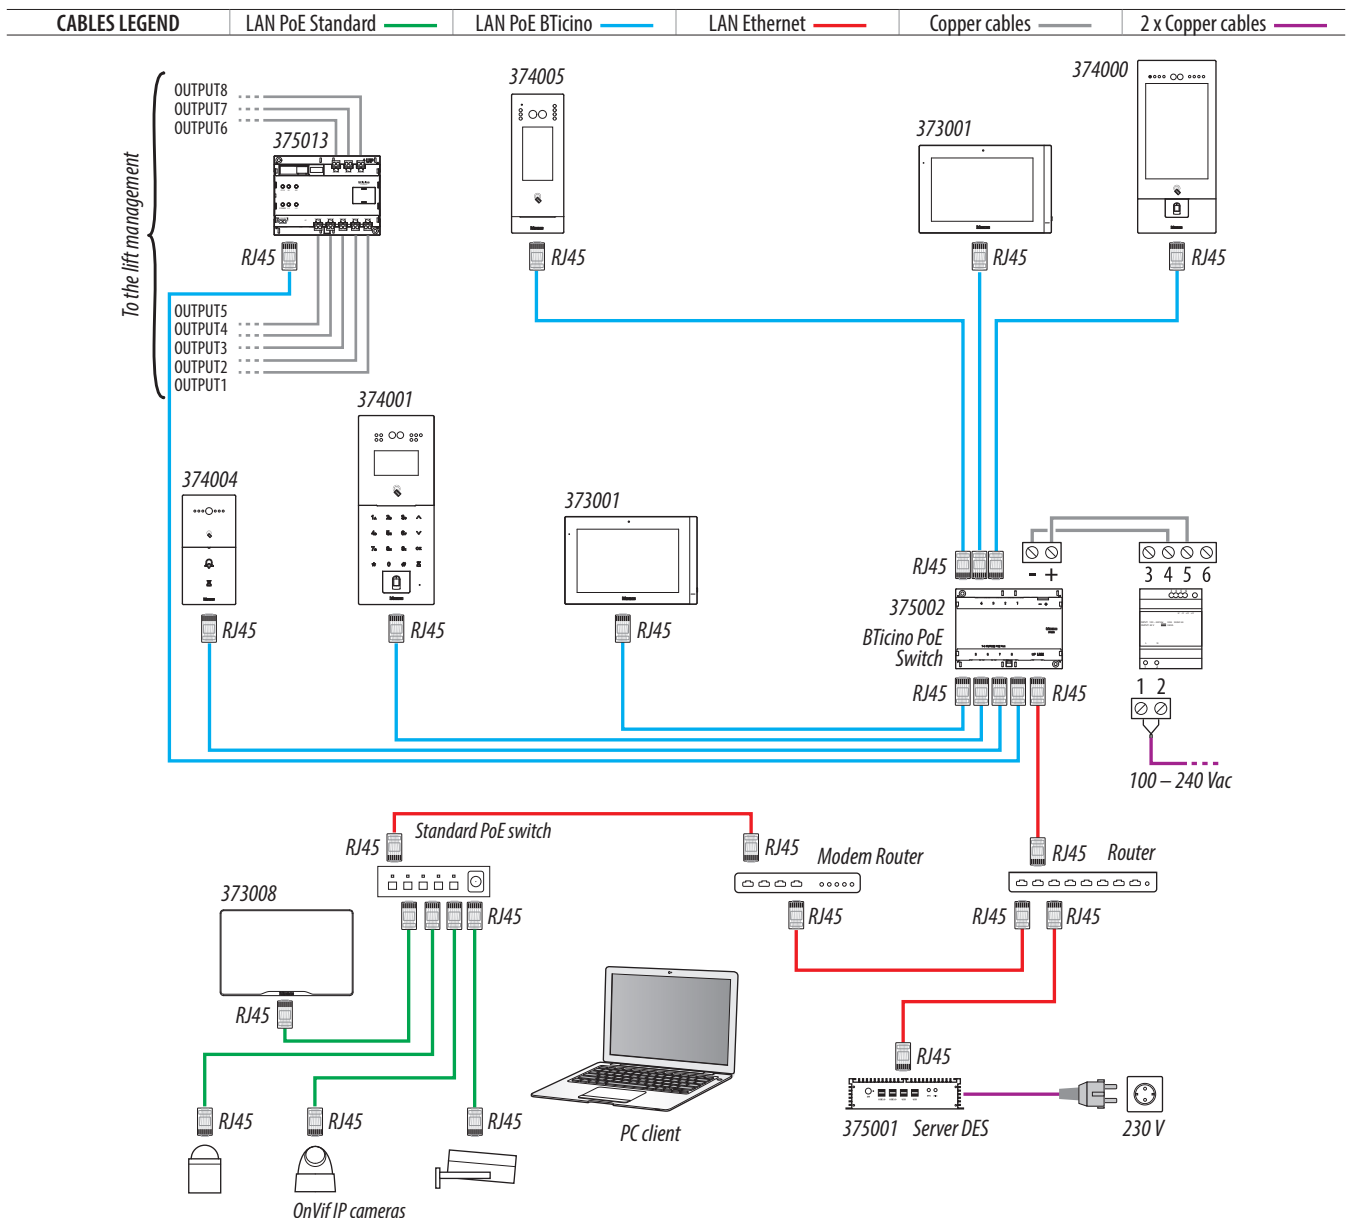 CABLES LEGEND LAN PoE Standard LAN PoE BTicino LAN Ethernet Copper cables 2 x Copper cables
To the lift management
OUTPUT8
OUTPUT7
OUTPUT6
375013
RJ45
OUTPUT5
OUTPUT4
OUTPUT3
OUTPUT2
OUTPUT1
374005
RJ45
373001
RJ45
374000
RJ45
374004
RJ45
374001
RJ45
373001
RJ45
RJ45
- +
3 4 5 6
375002
BTicino PoE
Switch
RJ45 RJ45
1 2
100 – 240 Vac
RJ45
Standard PoE switch
RJ45
Modem Router
RJ45
Router
373008
RJ45
RJ45
RJ45
RJ45
RJ45
RJ45
RJ45
RJ45
RJ45
RJ45
PC client
375001 Server DES
230 V
OnVif IP cameras